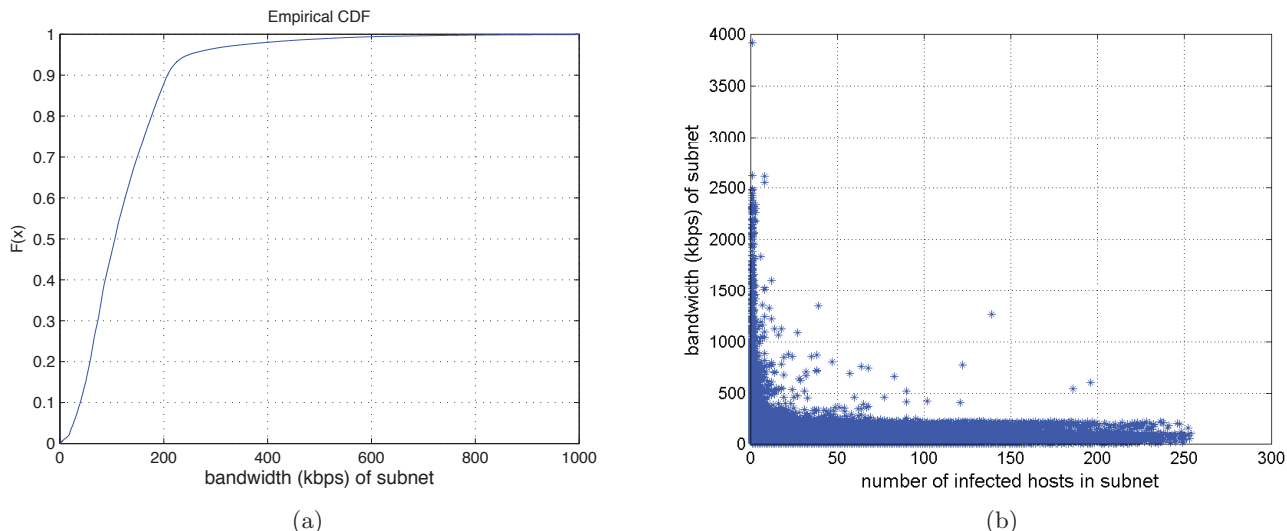 Empirical CDF
1
0.9
0.8
0.7
0.6
0.5
0.4
0.3
0.2
0.1
0
F(x)
0 200 400 600 800 1000
bandwidth (kbps) of subnet
(a)
4000
3500
3000
2500
2000
1500
1000
500
0
bandwidth (kbps) of subnet
0 50 100 150 200 250 300
number of infected hosts in subnet
(b)